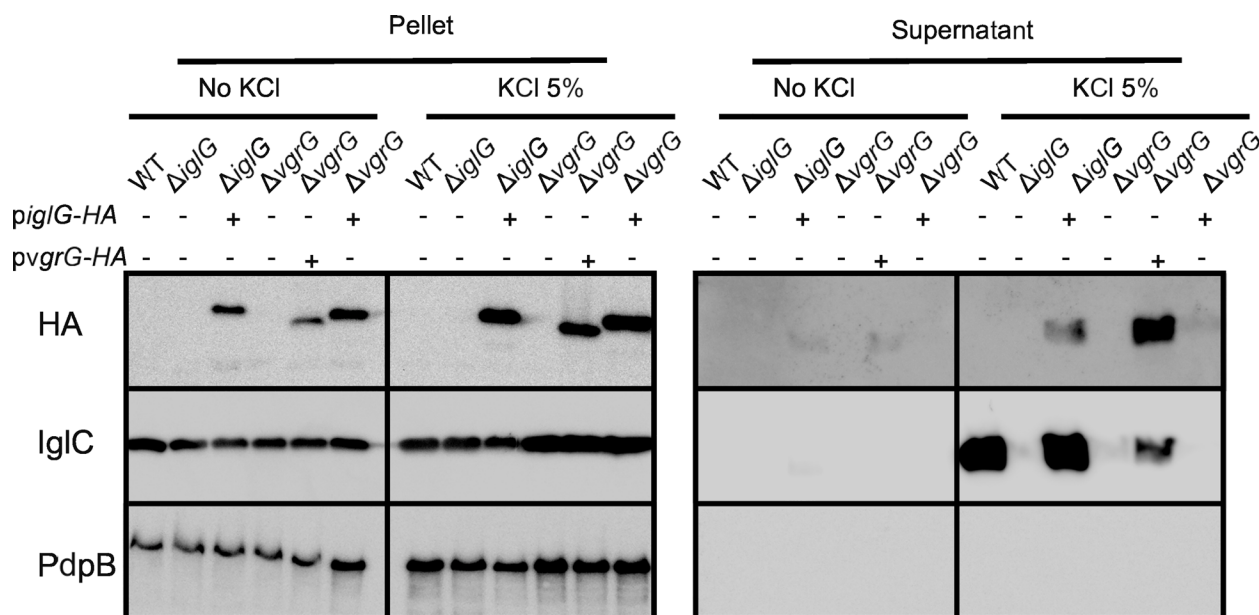 Pellet Supernatant
No KCl KCl 5% No KCl KCl 5%
WT ΔiglG ΔiglG ΔvgrG ΔvgrG ΔvgrG WT ΔiglG ΔiglG ΔvgrG ΔvgrG ΔvgrG WT ΔiglG ΔiglG ΔvgrG ΔvgrG ΔvgrG WT ΔiglG ΔiglG ΔvgrG ΔvgrG ΔvgrG
piglG-HA - - + - - + - - + - - + - - + - - + - - + - - +
pvgrG-HA - - - - + - - - - - + - - - - - + - - - - - + -
HA
IglC
PdpB